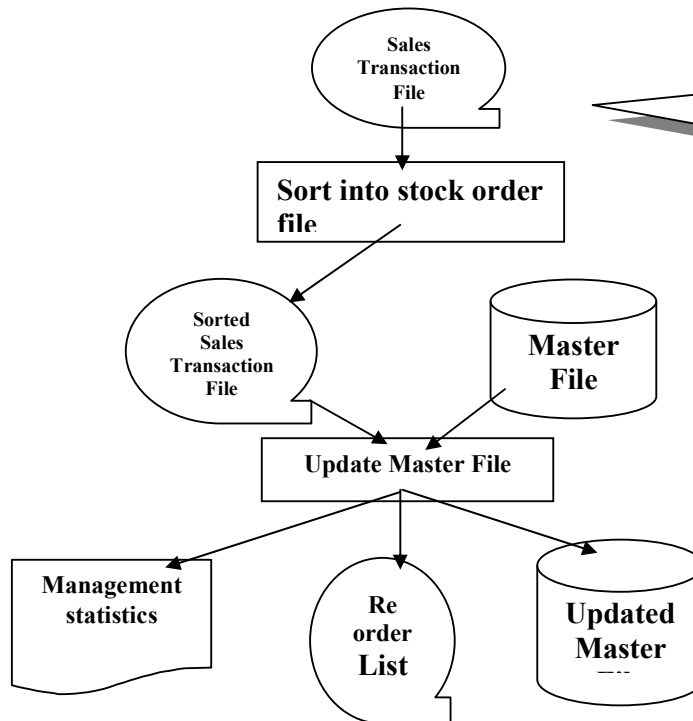 Sales
Transaction
File
Sort into stock order
file
Sorted
Sales
Transaction
File
Master
File
Update Master File
Management
statistics
Re
order
List
Updated
Master